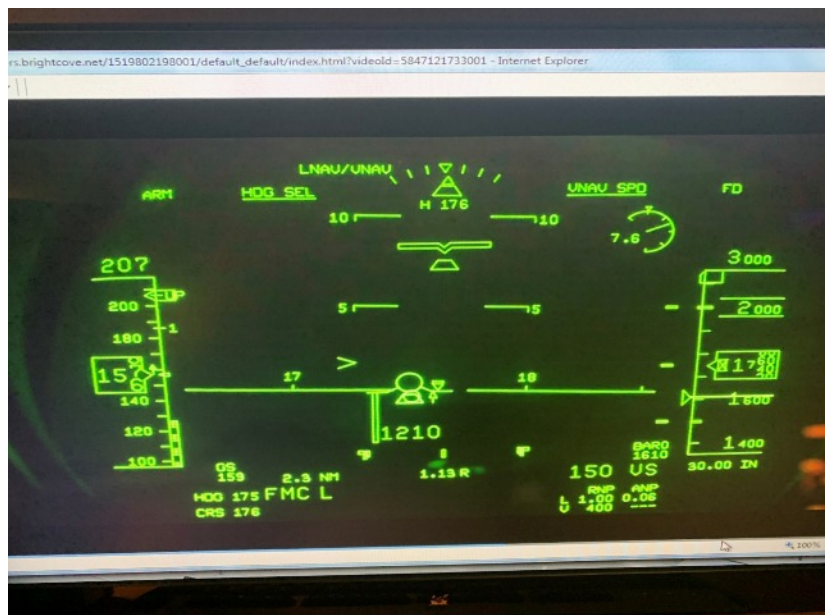 rs.brightcove.net/1519802198001/default_default/index.html?videoId=5847121733001 - Internet Explorer
LNAV/VNAV
ARM HDG SEL H 176 VNAV SPD FD
10 10
7.6
207 3000
200 UP
5 5 2000
180 1
17 18
140 1600
120 1210
100 BARO 1610 1400
GS 159 2.3 NM 1.13 R 150 VS 30.00 IN
HDG 175 FMC L RNP ANP
L 1.00 0.06
CRS 176 V 400 ---
100%